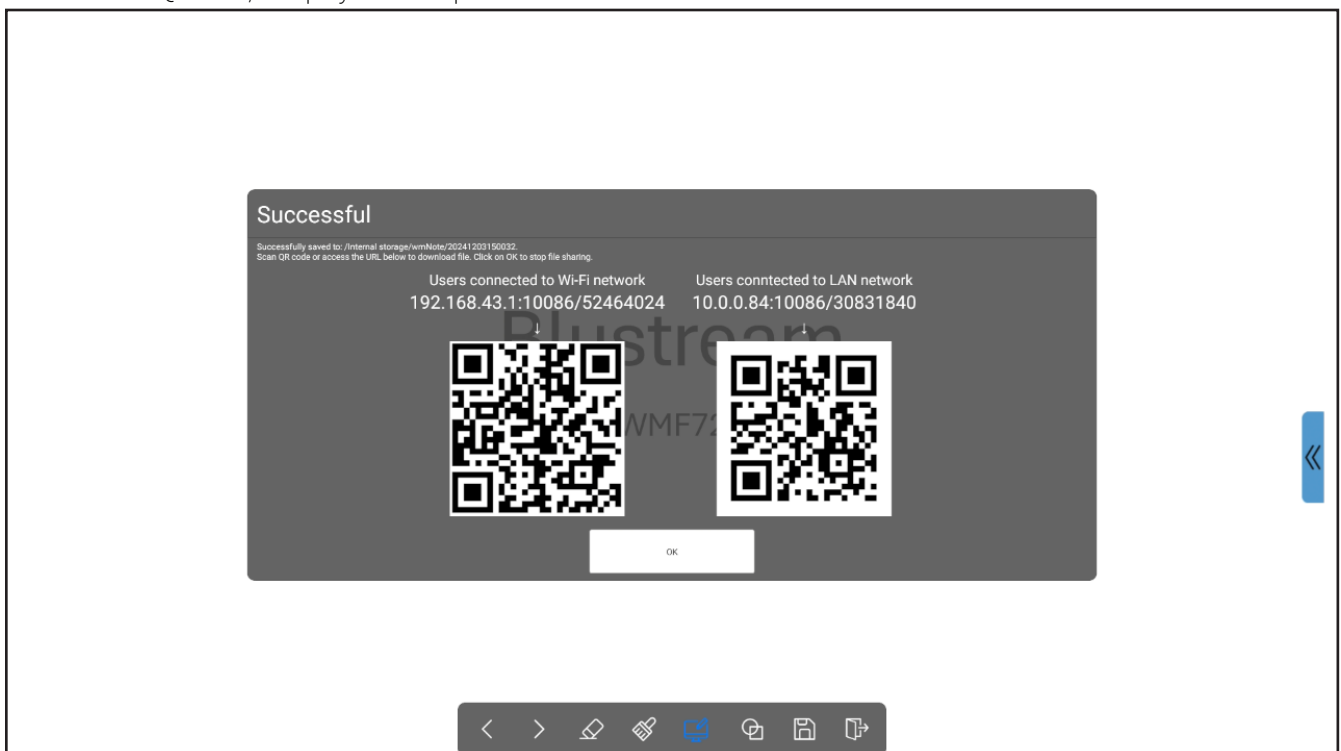 Successful
Successfully saved to: /Internal storage/wmNote/20241203150032.
Scan QR code or access the URL below to download file. Click on OK to stop file sharing.
Users connected to Wi-Fi network
192.168.43.1:10086/52464024
↓
Users conntected to LAN network
10.0.0.84:10086/30831840
↓
Blustream
WMF72
OK